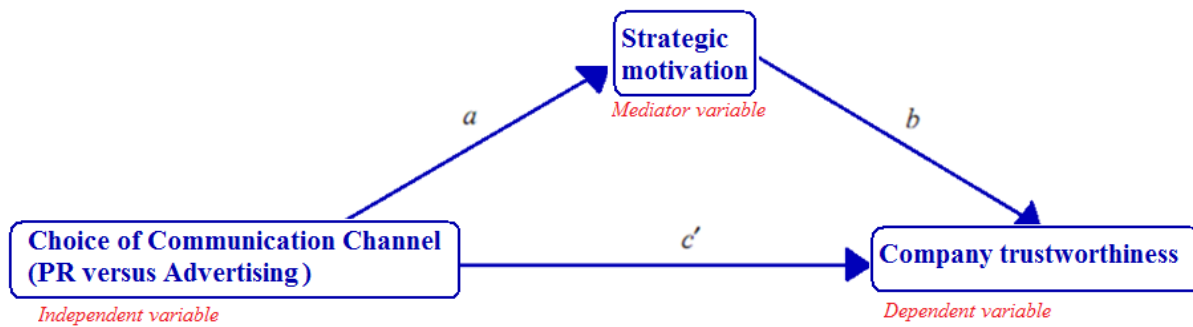 Strategic
motivation
Mediator variable
a
b
Choice of Communication Channel
(PR versus Advertising)
Independent variable
c′
Company trustworthiness
Dependent variable